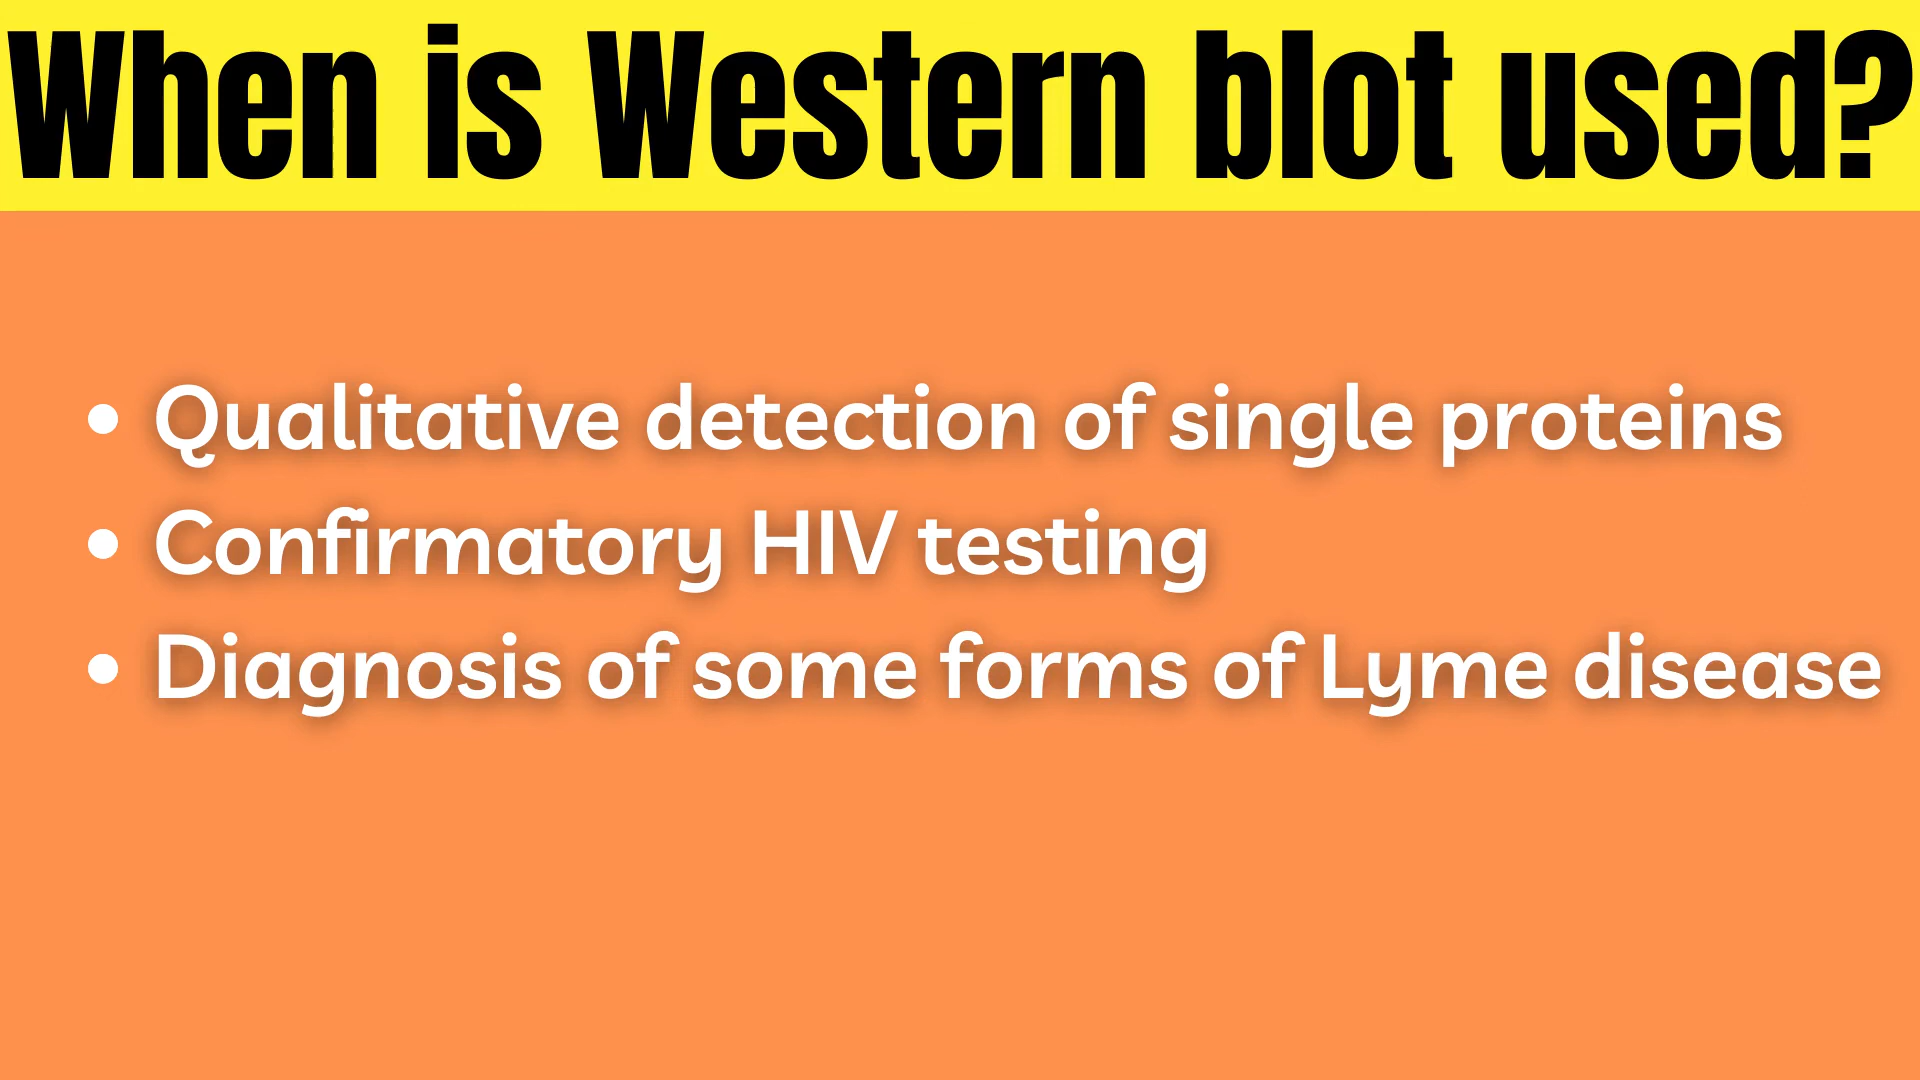 When is Western blot used?
• Qualitative detection of single proteins
• Confirmatory HIV testing
• Diagnosis of some forms of Lyme disease